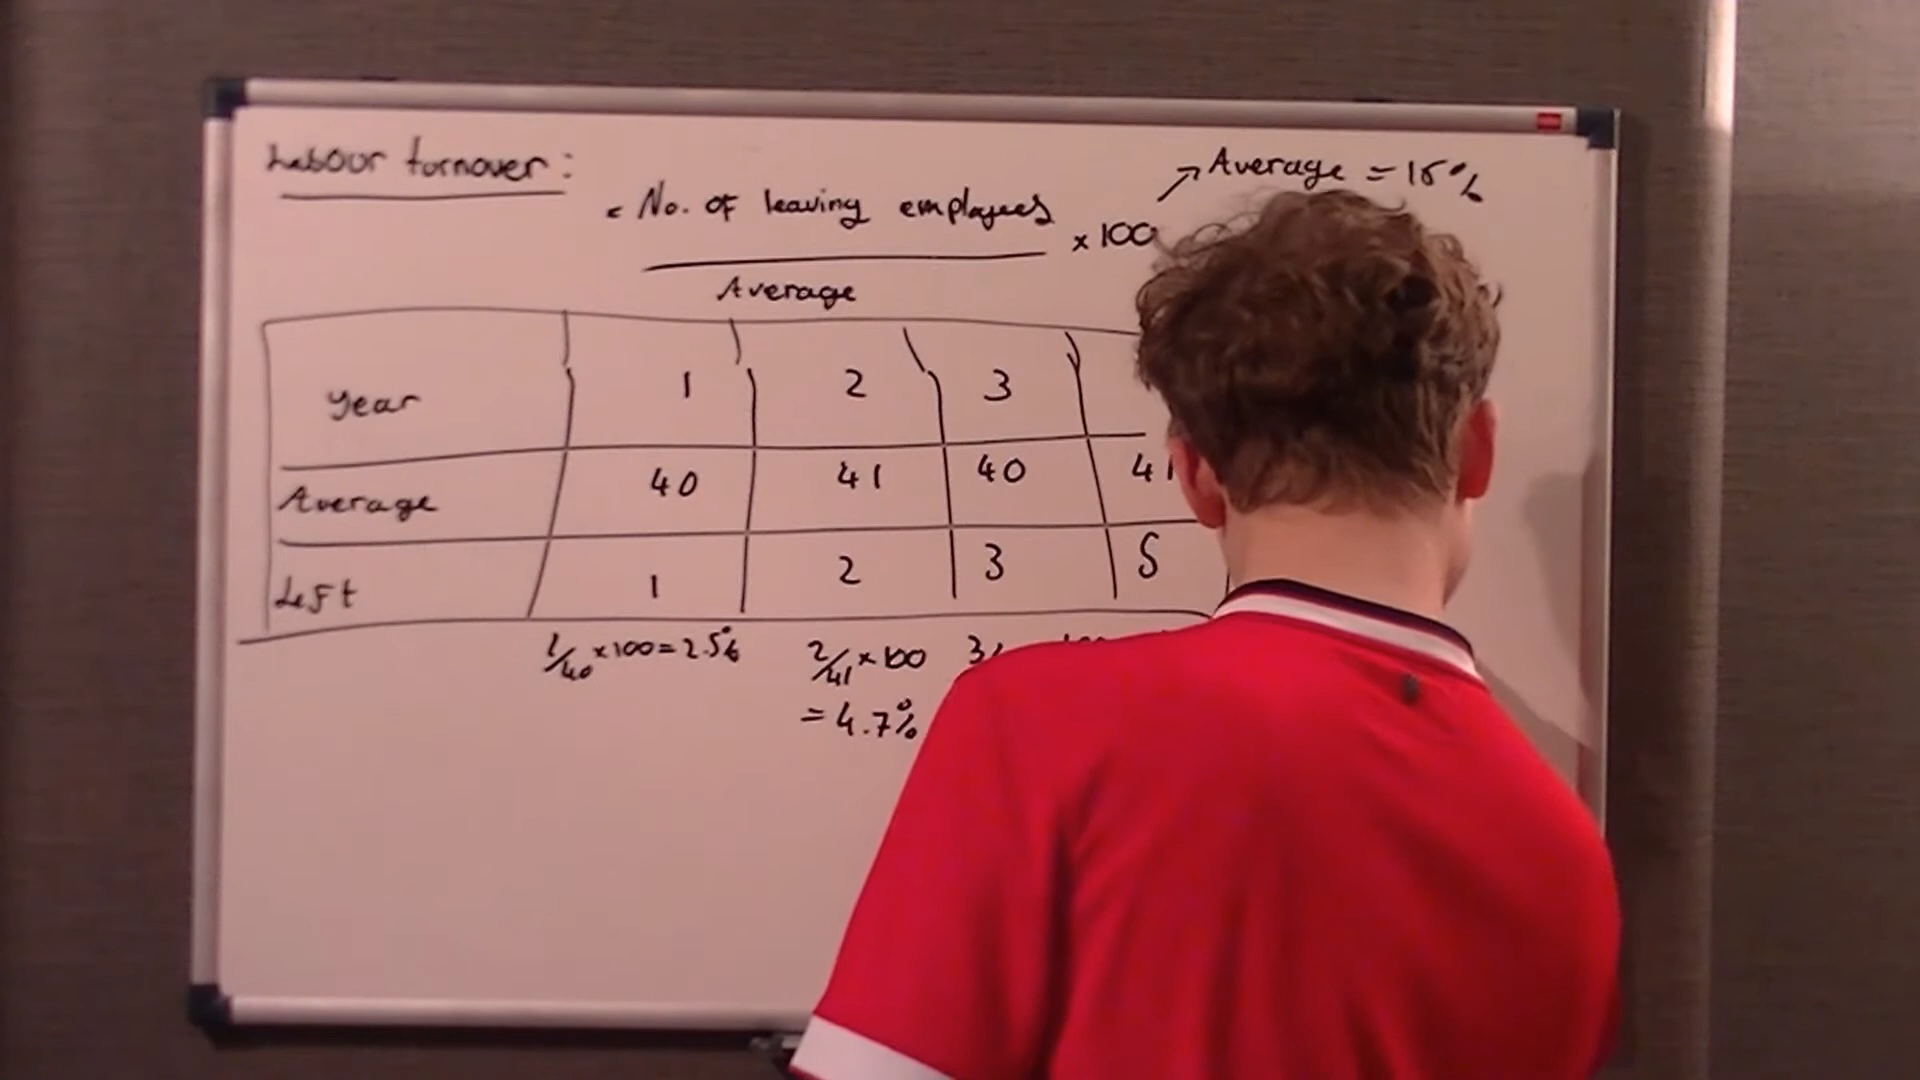 Labour turnover:
= No. of leaving employees × 100
Average
→ Average =
Year 1 2 3
Average 40 41 40 41
Left 1 2 3 5
1/40 × 100 = 2.5% 2/41 × 100 3/
= 4.7%